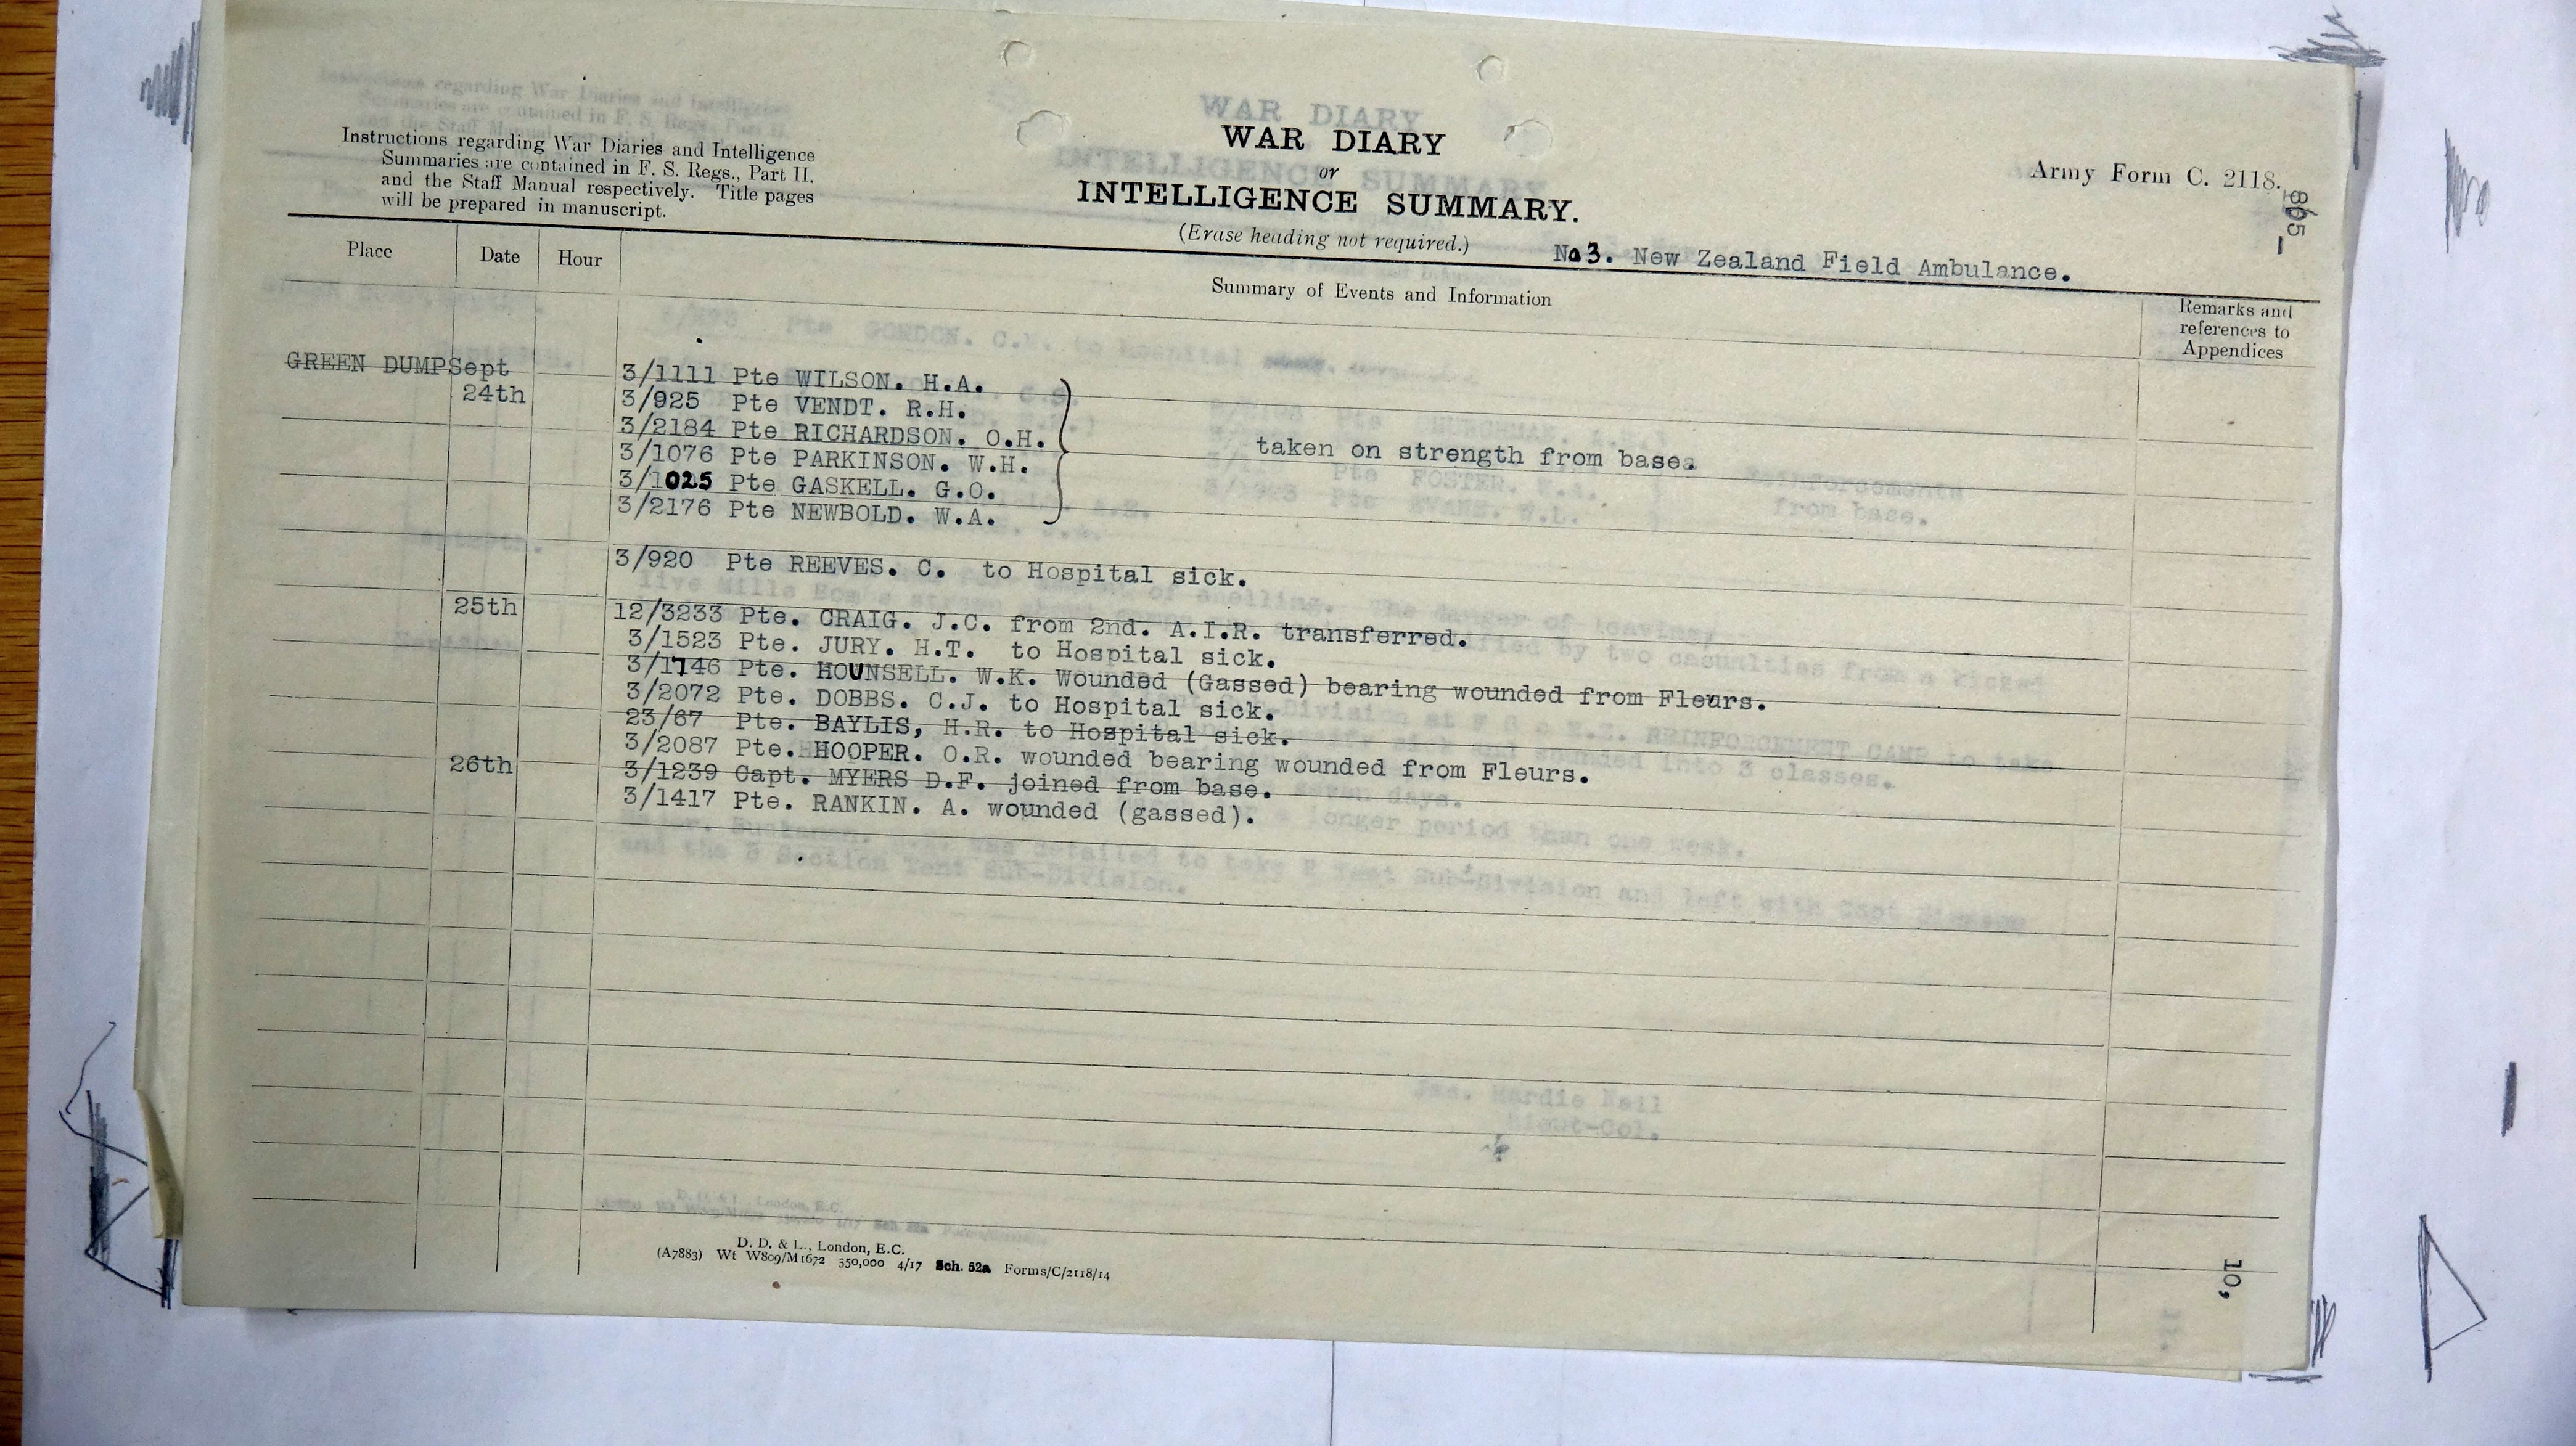 Instructions regarding War Diaries and Intelligence
Summaries are contained in F. S. Regs., Part II.
and the Staff Manual respectively. Title pages
will be prepared in manuscript.
WAR DIARY
or
INTELLIGENCE SUMMARY.
(Erase heading not required.)
Army Form C. 2118.
No3. New Zealand Field Ambulance.
Place Date Hour Summary of Events and Information Remarks and
references to
Appendices
GREEN DUMP Sept 3/1111 Pte WILSON. H.A.
24th 3/925 Pte VENDT. R.H.
3/2184 Pte RICHARDSON. O.H.
taken on strength from base.
3/1076 Pte PARKINSON. W.H.
3/1025 Pte GASKELL. G.O.
3/2176 Pte NEWBOLD. W.A.
3/920 Pte REEVES. C. to Hospital sick.
25th 12/3233 Pte. CRAIG. J.C. from 2nd. A.I.R. transferred.
3/1523 Pte. JURY. H.T. to Hospital sick.
3/1746 Pte. HOUNSELL. W.K. Wounded (Gassed) bearing wounded from Fleurs.
3/2072 Pte. DOBBS. C.J. to Hospital sick.
23/67 Pte. BAYLIS, H.R. to Hospital sick.
3/2087 Pte. HOOPER. O.R. wounded bearing wounded from Fleurs.
26th 3/1239 Capt. MYERS D.F. joined from base.
3/1417 Pte. RANKIN. A. wounded (gassed).
D. D. & L., London, E.C.
(A7883) Wt W809/M1672 350,000 4/17 Sch. 52a Forms/C/2118/14
10,